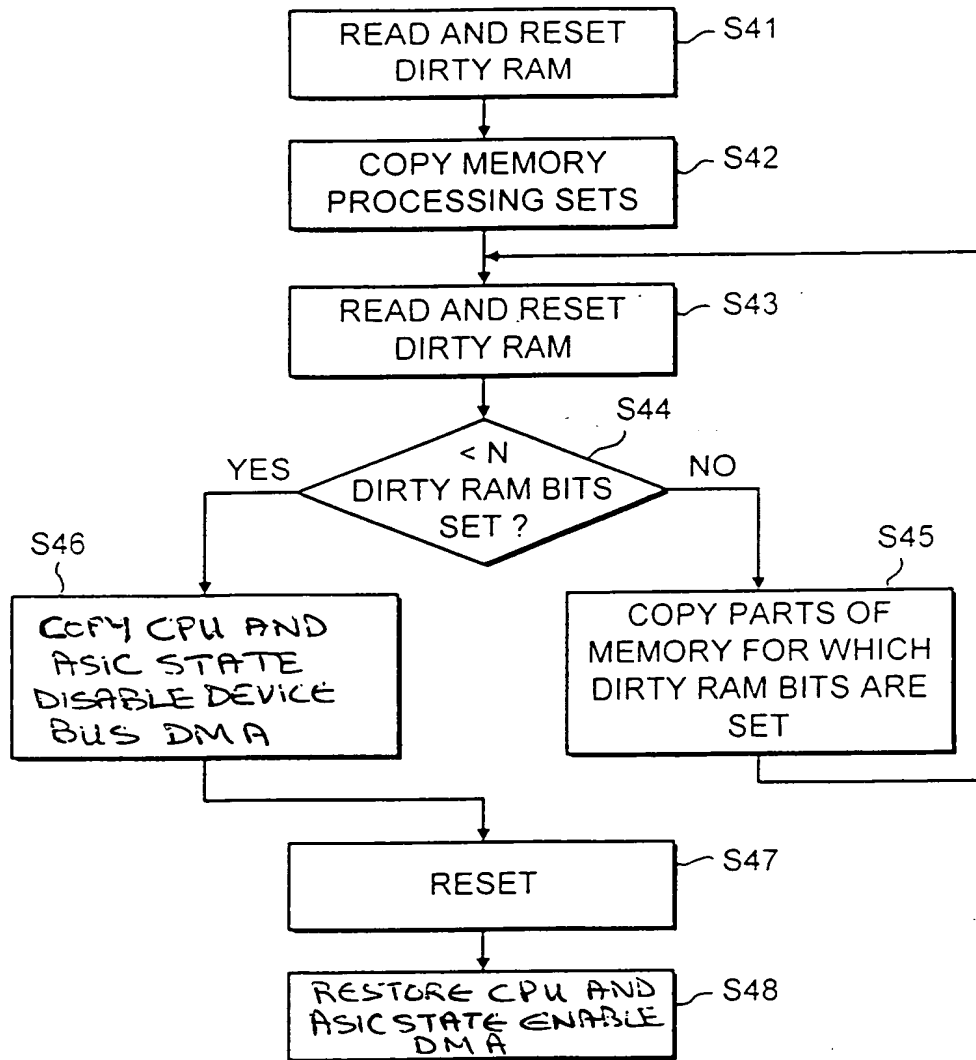 READ AND RESET
DIRTY RAM
S41
COPY MEMORY
PROCESSING SETS
S42
READ AND RESET
DIRTY RAM
S43
< N
DIRTY RAM BITS
SET ?
S44
YES
NO
S46
COPY CPU AND
ASIC STATE
DISABLE DEVICE
BUS DMA
S45
COPY PARTS OF
MEMORY FOR WHICH
DIRTY RAM BITS ARE
SET
RESET
S47
RESTORE CPU AND
ASIC STATE ENABLE
DMA
S48